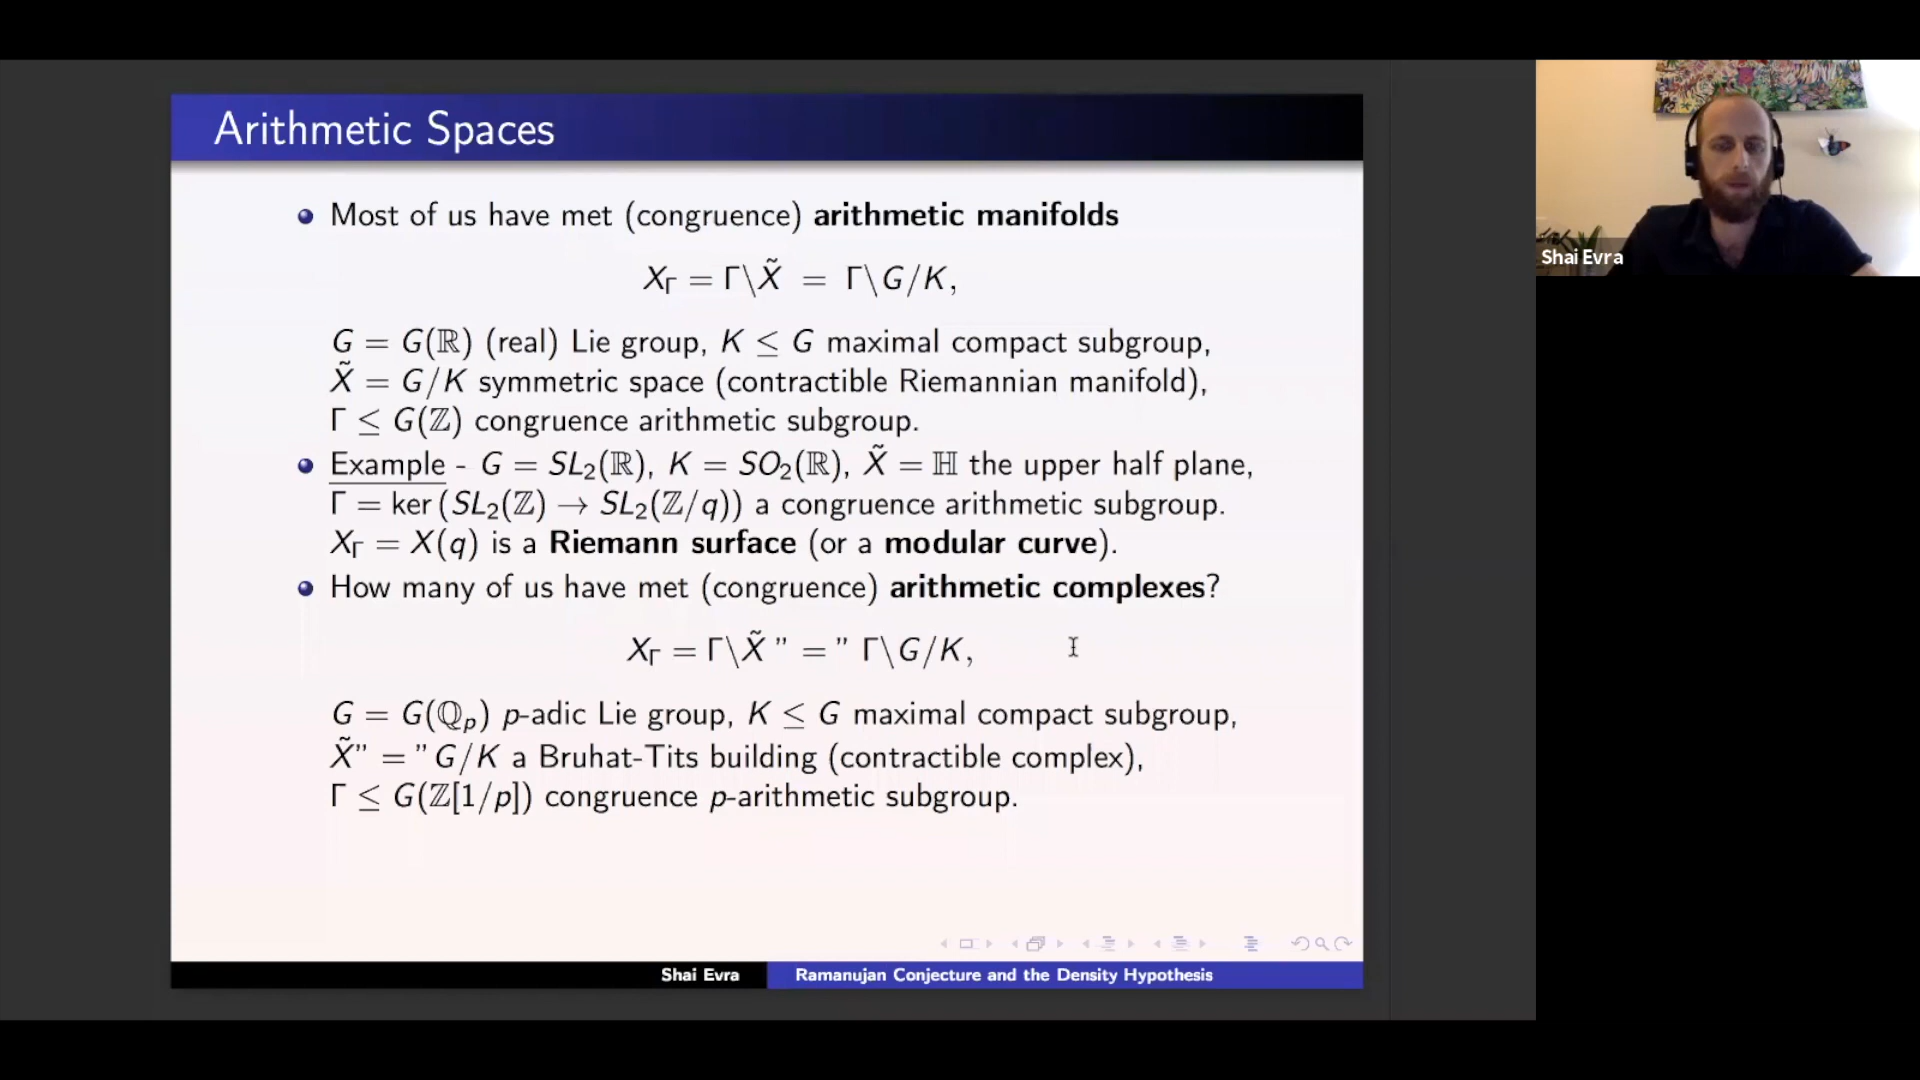 Arithmetic Spaces
Most of us have met (congruence) arithmetic manifolds
X_Γ = Γ\X̃ = Γ\G/K,
G = G(ℝ) (real) Lie group, K ≤ G maximal compact subgroup,
X̃ = G/K symmetric space (contractible Riemannian manifold),
Γ ≤ G(ℤ) congruence arithmetic subgroup.
Example - G = SL₂(ℝ), K = SO₂(ℝ), X̃ = ℍ the upper half plane,
Γ = ker (SL₂(ℤ) → SL₂(ℤ/q)) a congruence arithmetic subgroup.
X_Γ = X(q) is a Riemann surface (or a modular curve).
How many of us have met (congruence) arithmetic complexes?
X_Γ = Γ\X̃ " = " Γ\G/K,
G = G(ℚ_p) p-adic Lie group, K ≤ G maximal compact subgroup,
X̃" = "G/K a Bruhat-Tits building (contractible complex),
Γ ≤ G(ℤ[1/p]) congruence p-arithmetic subgroup.
Shai Evra Ramanujan Conjecture and the Density Hypothesis
Shai Evra